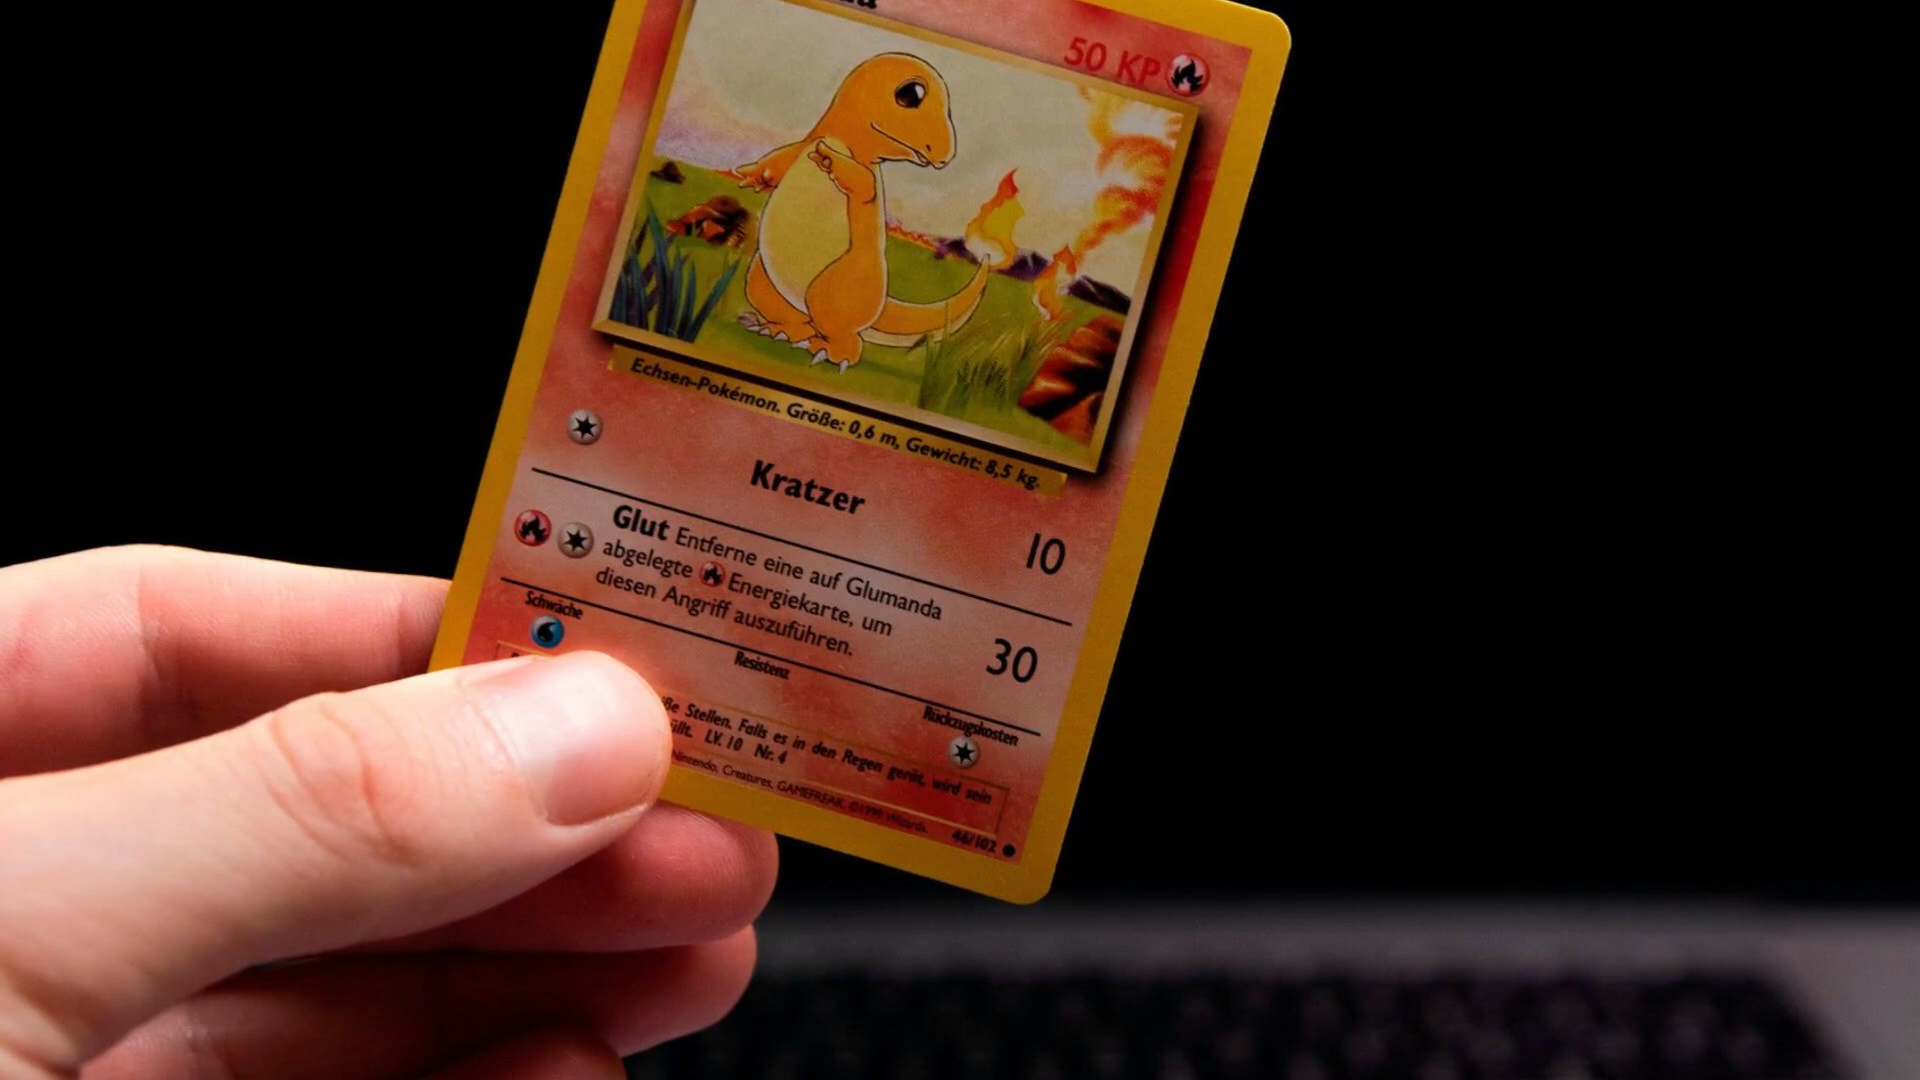 50 KP
Echsen-Pokémon. Größe: 0,6 m, Gewicht: 8,5 kg.
Kratzer
10
Glut Entferne eine auf Glumanda
abgelegte Energiekarte, um
diesen Angriff auszuführen.
30
Schwäche
Resistenz
Rückzugskosten
Stellen. Falls es in den Regen gerät, wird sein
LV. 10 Nr. 4
Nintendo, Creatures, GAMEFREAK. ©1999 Wizards.
46/102